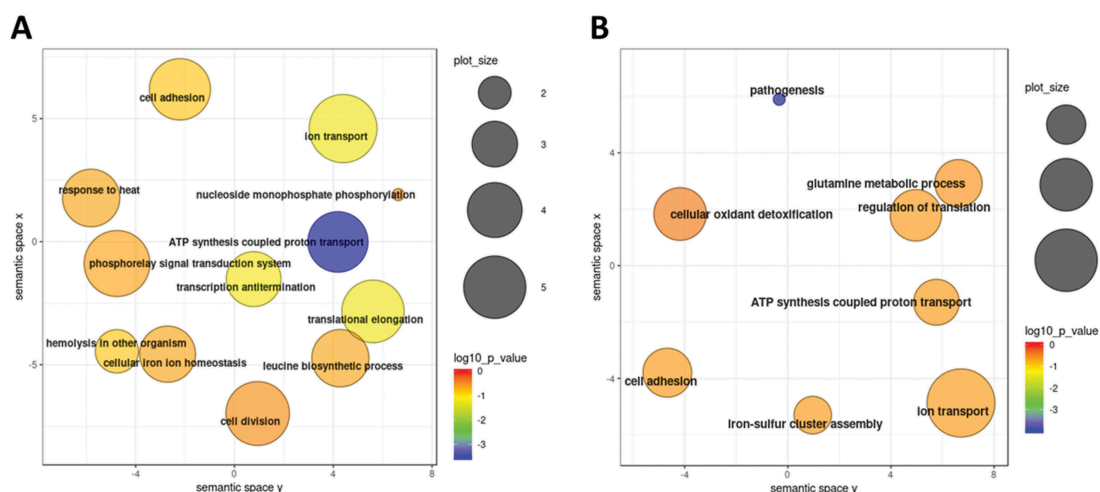 A
B
plot_size
2
3
4
5
log10_p_value
0
-1
-2
-3
semantic space x
5
0
-5
-4
0
4
8
semantic space y
cell adhesion
ion transport
response to heat
nucleoside monophosphate phosphorylation
ATP synthesis coupled proton transport
phosphorelay signal transduction system
transcription antitermination
translational elongation
hemolysis in other organism
cellular iron ion homeostasis
leucine biosynthetic process
cell division
plot_size
log10_p_value
0
-1
-2
-3
semantic space x
4
0
-4
-4
0
4
8
semantic space y
pathogenesis
glutamine metabolic process
regulation of translation
cellular oxidant detoxification
ATP synthesis coupled proton transport
cell adhesion
Ion transport
Iron-sulfur cluster assembly